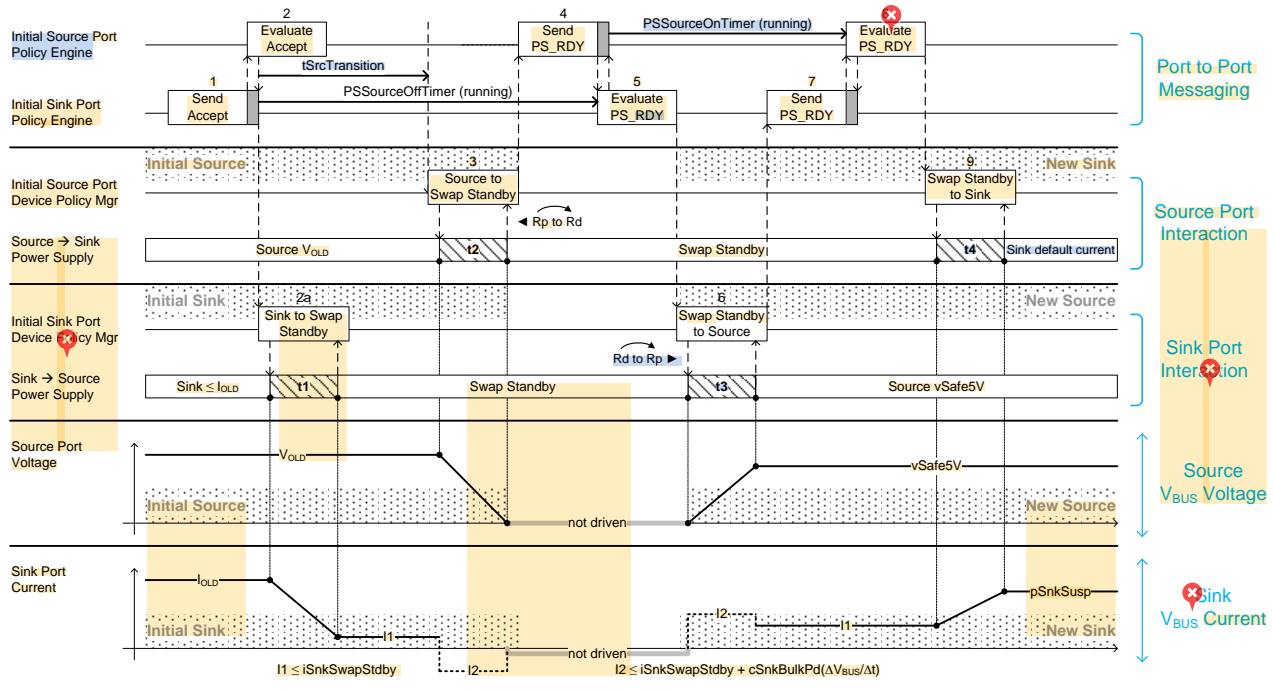 2
4
PSSourceOnTimer (running)
Initial Source Port
Policy Engine
Evaluate
Accept
Send
PS_RDY
Evaluate
PS_RDY
tSrcTransition
Port to Port
Messaging
1
PSSourceOffTimer (running)
5
7
Initial Sink Port
Policy Engine
Send
Accept
Evaluate
PS_RDY
Send
PS_RDY
Initial Source
New Sink
3
9
Initial Source Port
Device Policy Mgr
Source to
Swap Standby
Swap Standby
to Sink
◄ Rp to Rd
Source Port
Interaction
Source → Sink
Power Supply
Source VOLD
t2
Swap Standby
t4
Sink default current
Initial Sink
New Source
2a
6
Initial Sink Port
Device Policy Mgr
Sink to Swap
Standby
Swap Standby
to Source
Rd to Rp ►
Sink Port
Interaction
Sink → Source
Power Supply
Sink ≤ IOLD
t1
Swap Standby
t3
Source vSafe5V
Source Port
Voltage
VOLD
vSafe5V
Source
VBUS Voltage
Initial Source
New Source
not driven
Sink Port
Current
IOLD
pSnkSusp
Sink
VBUS Current
Initial Sink
I1
I2
I1
New Sink
not driven
I1 ≤ iSnkSwapStdby
I2
I2 ≤ iSnkSwapStdby + cSnkBulkPd(ΔVBUS/Δt)